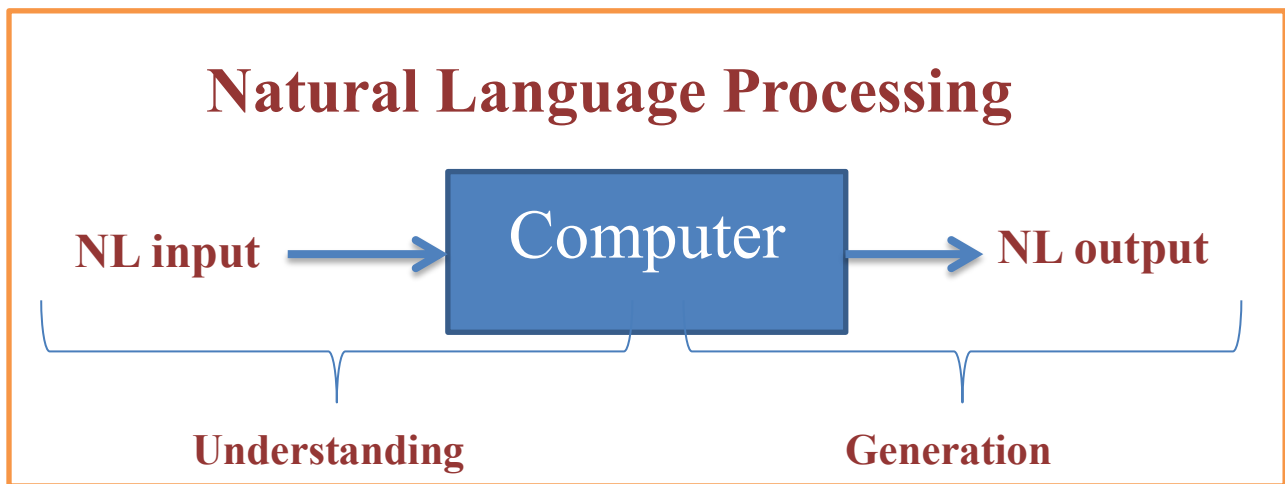 Natural Language Processing
NL input
Computer
NL output
Understanding
Generation